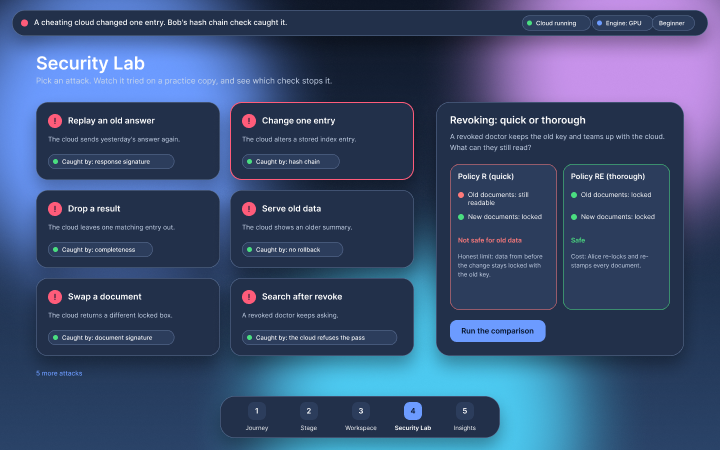 A cheating cloud changed one entry. Bob's hash chain check caught it.
Cloud running
Engine: GPU
Beginner
Security Lab
Pick an attack. Watch it tried on a practice copy, and see which check stops it.
! Replay an old answer
The cloud sends yesterday's answer again.
Caught by: response signature
! Change one entry
The cloud alters a stored index entry.
Caught by: hash chain
! Drop a result
The cloud leaves one matching entry out.
Caught by: completeness
! Serve old data
The cloud shows an older summary.
Caught by: no rollback
! Swap a document
The cloud returns a different locked box.
Caught by: document signature
! Search after revoke
A revoked doctor keeps asking.
Caught by: the cloud refuses the pass
5 more attacks
Revoking: quick or thorough
A revoked doctor keeps the old key and teams up with the cloud.
What can they still read?
Policy R (quick)
Old documents: still
readable
New documents: locked
Not safe for old data
Honest limit: data from before
the change stays locked with
the old key.
Policy RE (thorough)
Old documents: locked
New documents: locked
Safe
Cost: Alice re-locks and re-
stamps every document.
Run the comparison
1
Journey
2
Stage
3
Workspace
4
Security Lab
5
Insights